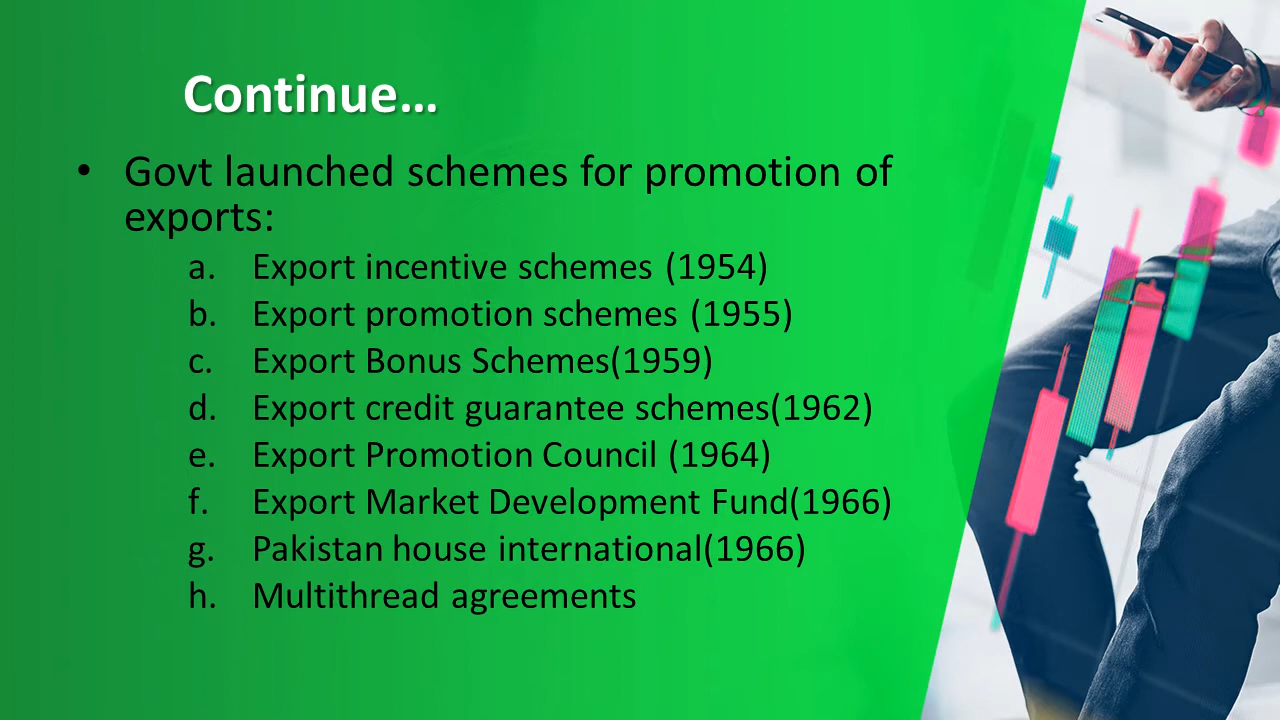 Continue…
• Govt launched schemes for promotion of
exports:
a. Export incentive schemes (1954)
b. Export promotion schemes (1955)
c. Export Bonus Schemes(1959)
d. Export credit guarantee schemes(1962)
e. Export Promotion Council (1964)
f. Export Market Development Fund(1966)
g. Pakistan house international(1966)
h. Multithread agreements